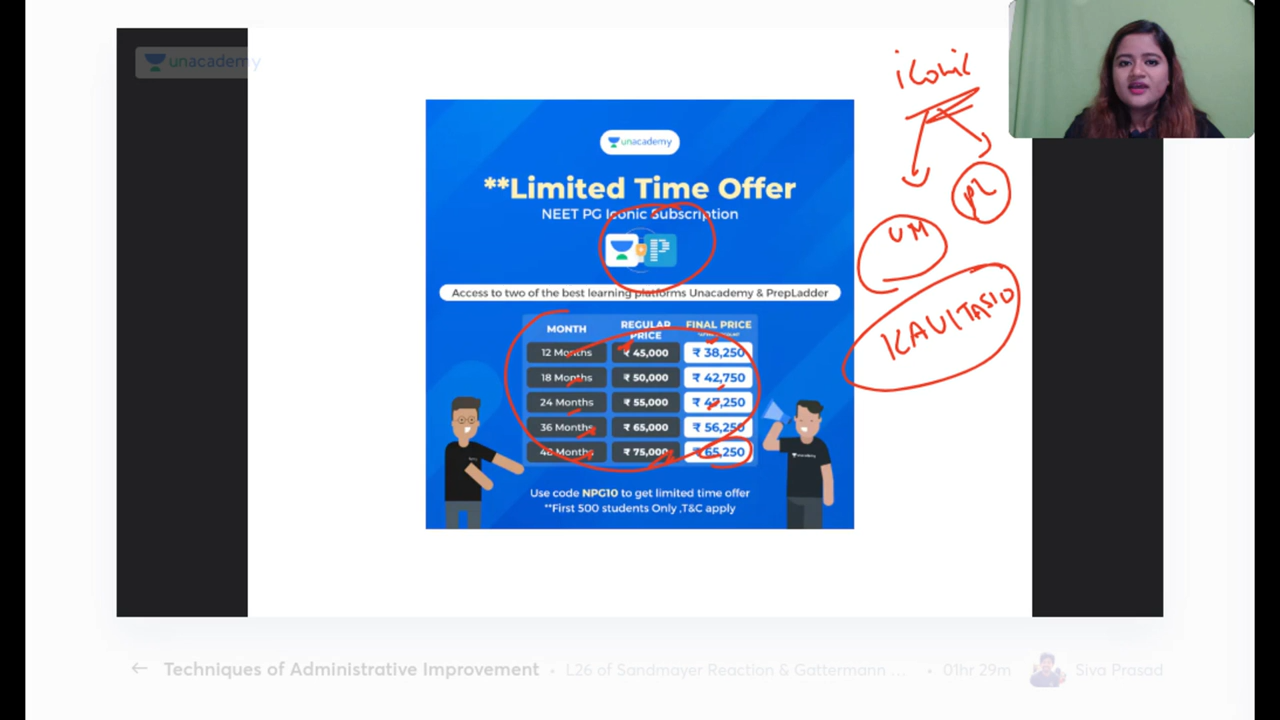 unacademy
iconic
PL
UM
KAVITA510
unacademy
**Limited Time Offer
NEET PG Iconic Subscription
P
Access to two of the best learning platforms Unacademy & PrepLadder
MONTH REGULAR PRICE FINAL PRICE
12 Months ₹ 45,000 ₹ 38,250
18 Months ₹ 50,000 ₹ 42,750
24 Months ₹ 55,000 ₹ 47,250
36 Months ₹ 65,000 ₹ 56,250
48 Months ₹ 75,000 ₹ 65,250
Use code NPG10 to get limited time offer
**First 500 students Only ,T&C apply
← Techniques of Administrative Improvement • L26 of Sandmayer Reaction & Gattermann ... • 01hr 29m Siva Prasad